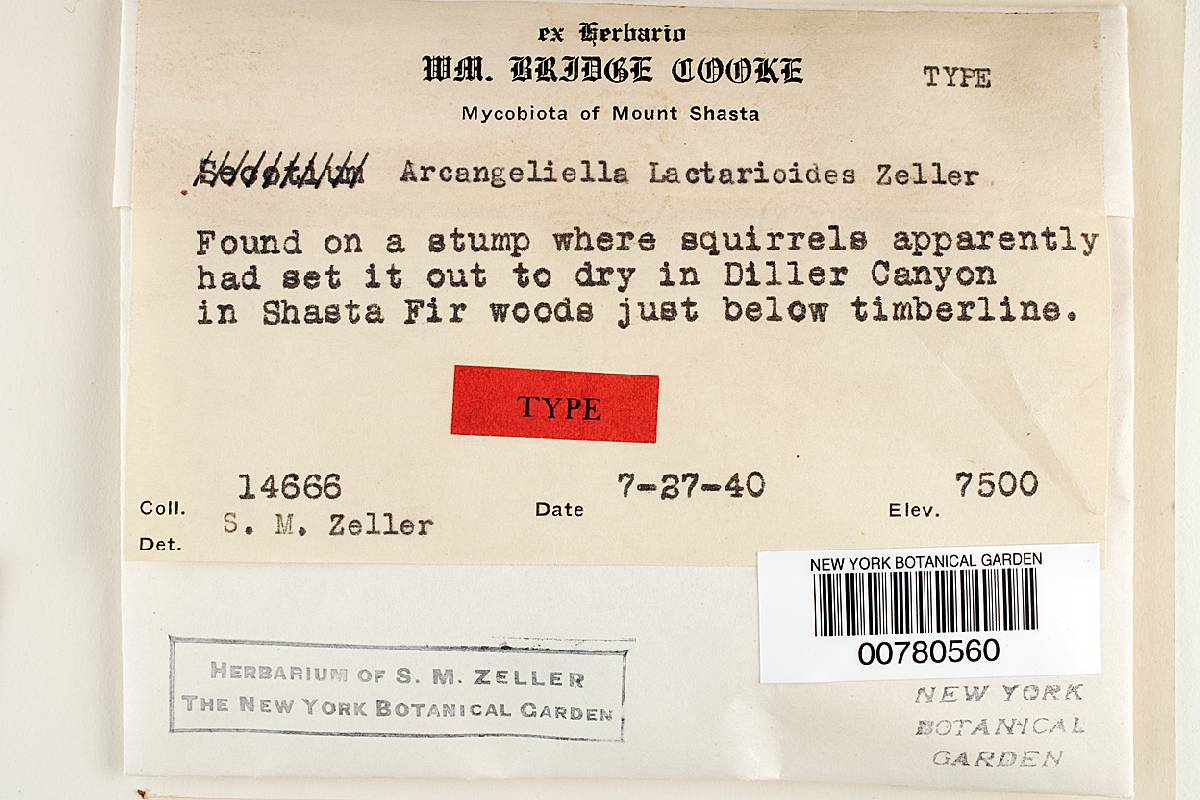 ex Herbario
WM. BRIDGE COOKE
TYPE
Mycobiota of Mount Shasta
Arcangeliella Lactarioides Zeller
Found on a stump where squirrels apparently
had set it out to dry in Diller Canyon
in Shasta Fir woods just below timberline.
TYPE
Coll. 14666 Date 7-27-40 Elev. 7500
Det. S. M. Zeller
NEW YORK BOTANICAL GARDEN
00780560
HERBARIUM OF S. M. ZELLER
THE NEW YORK BOTANICAL GARDEN
NEW YORK
BOTANICAL
GARDEN